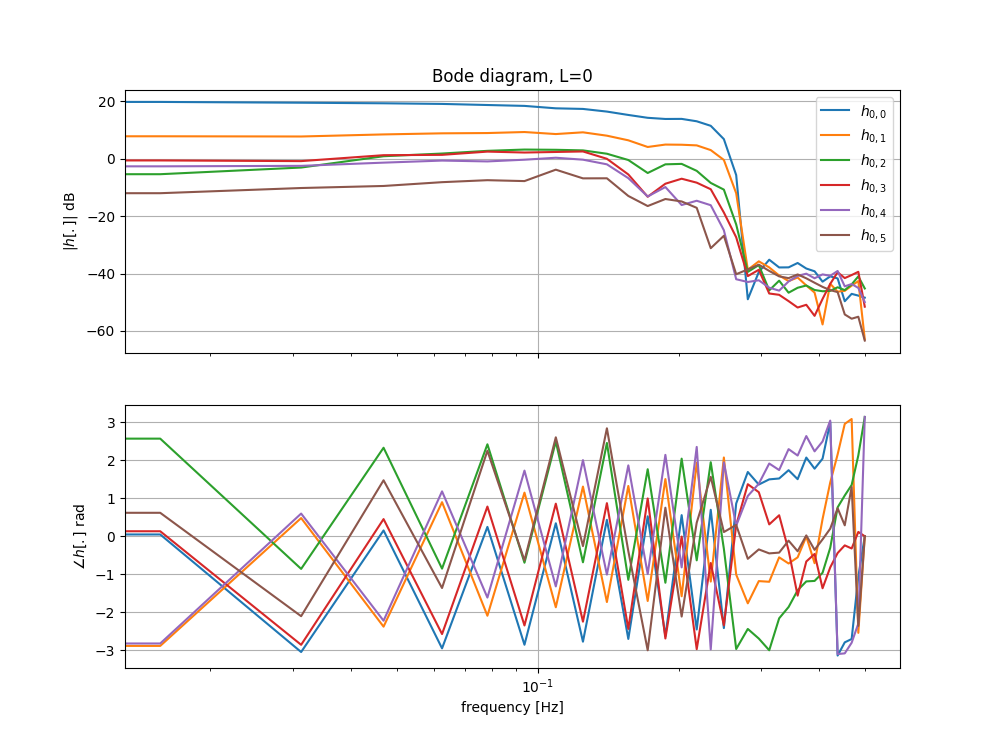 Bode diagram, L=0
|h[.]| dB
20
0
−20
−40
−60
h0,0
h0,1
h0,2
h0,3
h0,4
h0,5
∠h[.] rad
3
2
1
0
−1
−2
−3
10−1
frequency [Hz]